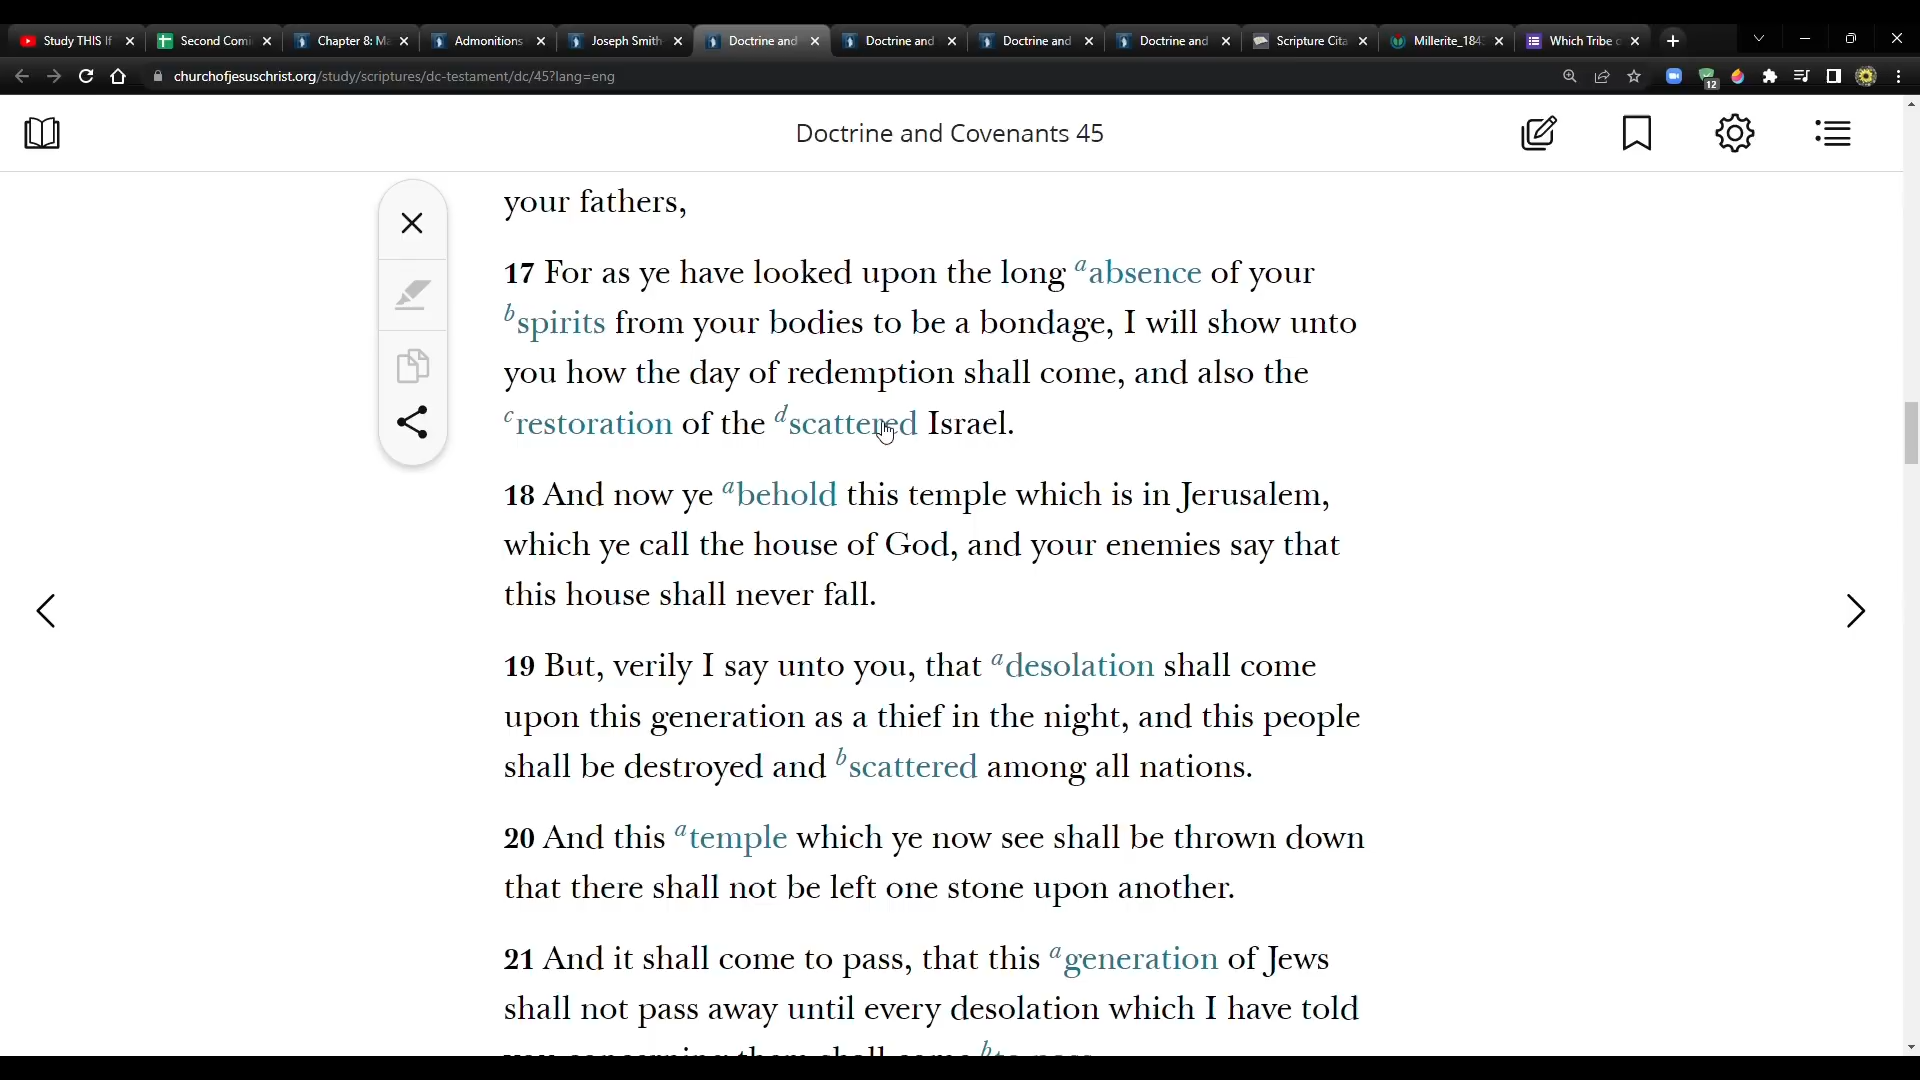 Study THIS If
Second Comi
Chapter 8: M
Admonitions
Joseph Smith
Doctrine and
Doctrine and
Doctrine and
Doctrine and
Scripture Cita
Millerite_184
Which Tribe
churchofjesuschrist.org/study/scriptures/dc-testament/dc/45?lang=eng
12
Doctrine and Covenants 45
your fathers,
17 For as ye have looked upon the long aabsence of your
bspirits from your bodies to be a bondage, I will show unto
you how the day of redemption shall come, and also the
crestoration of the dscattered Israel.
18 And now ye abehold this temple which is in Jerusalem,
which ye call the house of God, and your enemies say that
this house shall never fall.
19 But, verily I say unto you, that adesolation shall come
upon this generation as a thief in the night, and this people
shall be destroyed and bscattered among all nations.
20 And this atemple which ye now see shall be thrown down
that there shall not be left one stone upon another.
21 And it shall come to pass, that this ageneration of Jews
shall not pass away until every desolation which I have told
you concerning them shall come bto pass.